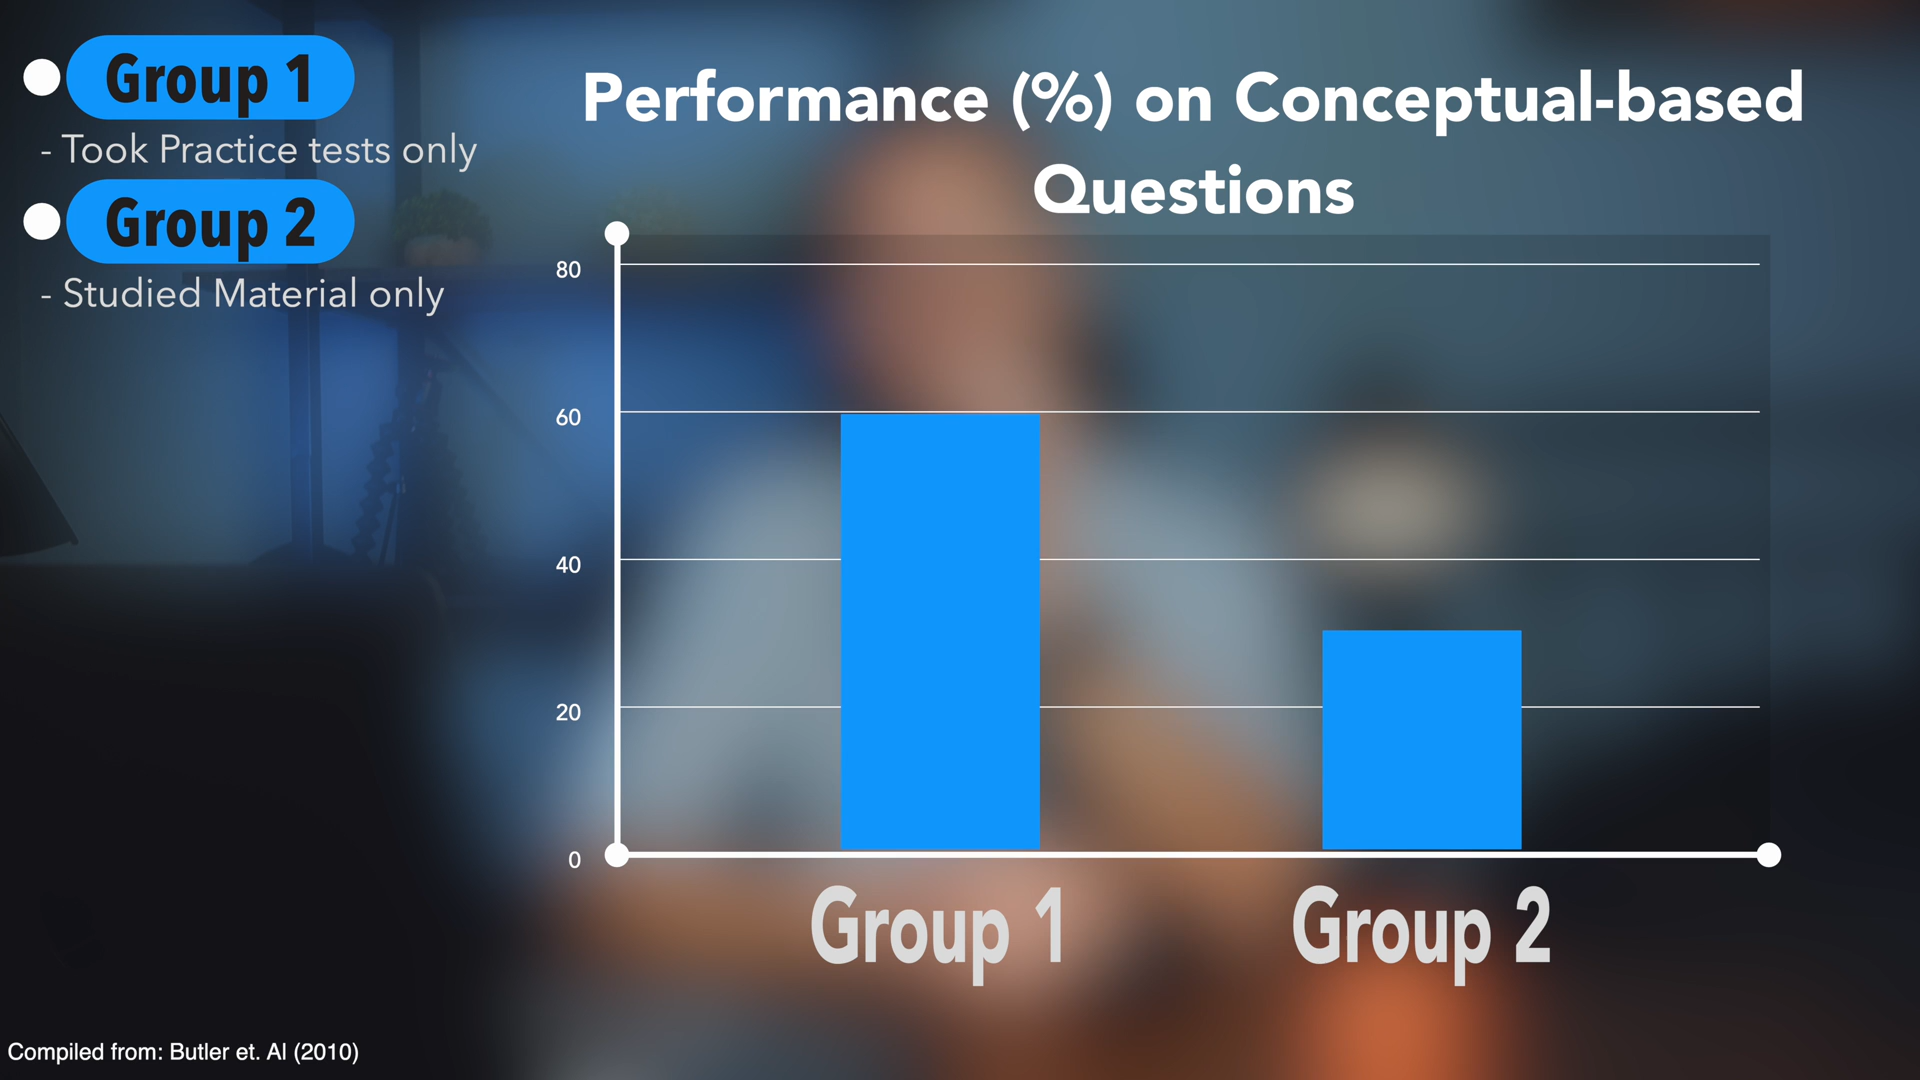 Group 1
- Took Practice tests only
Group 2
- Studied Material only
Performance (%) on Conceptual-based
Questions
80
60
40
20
0
Group 1
Group 2
Compiled from: Butler et. Al (2010)